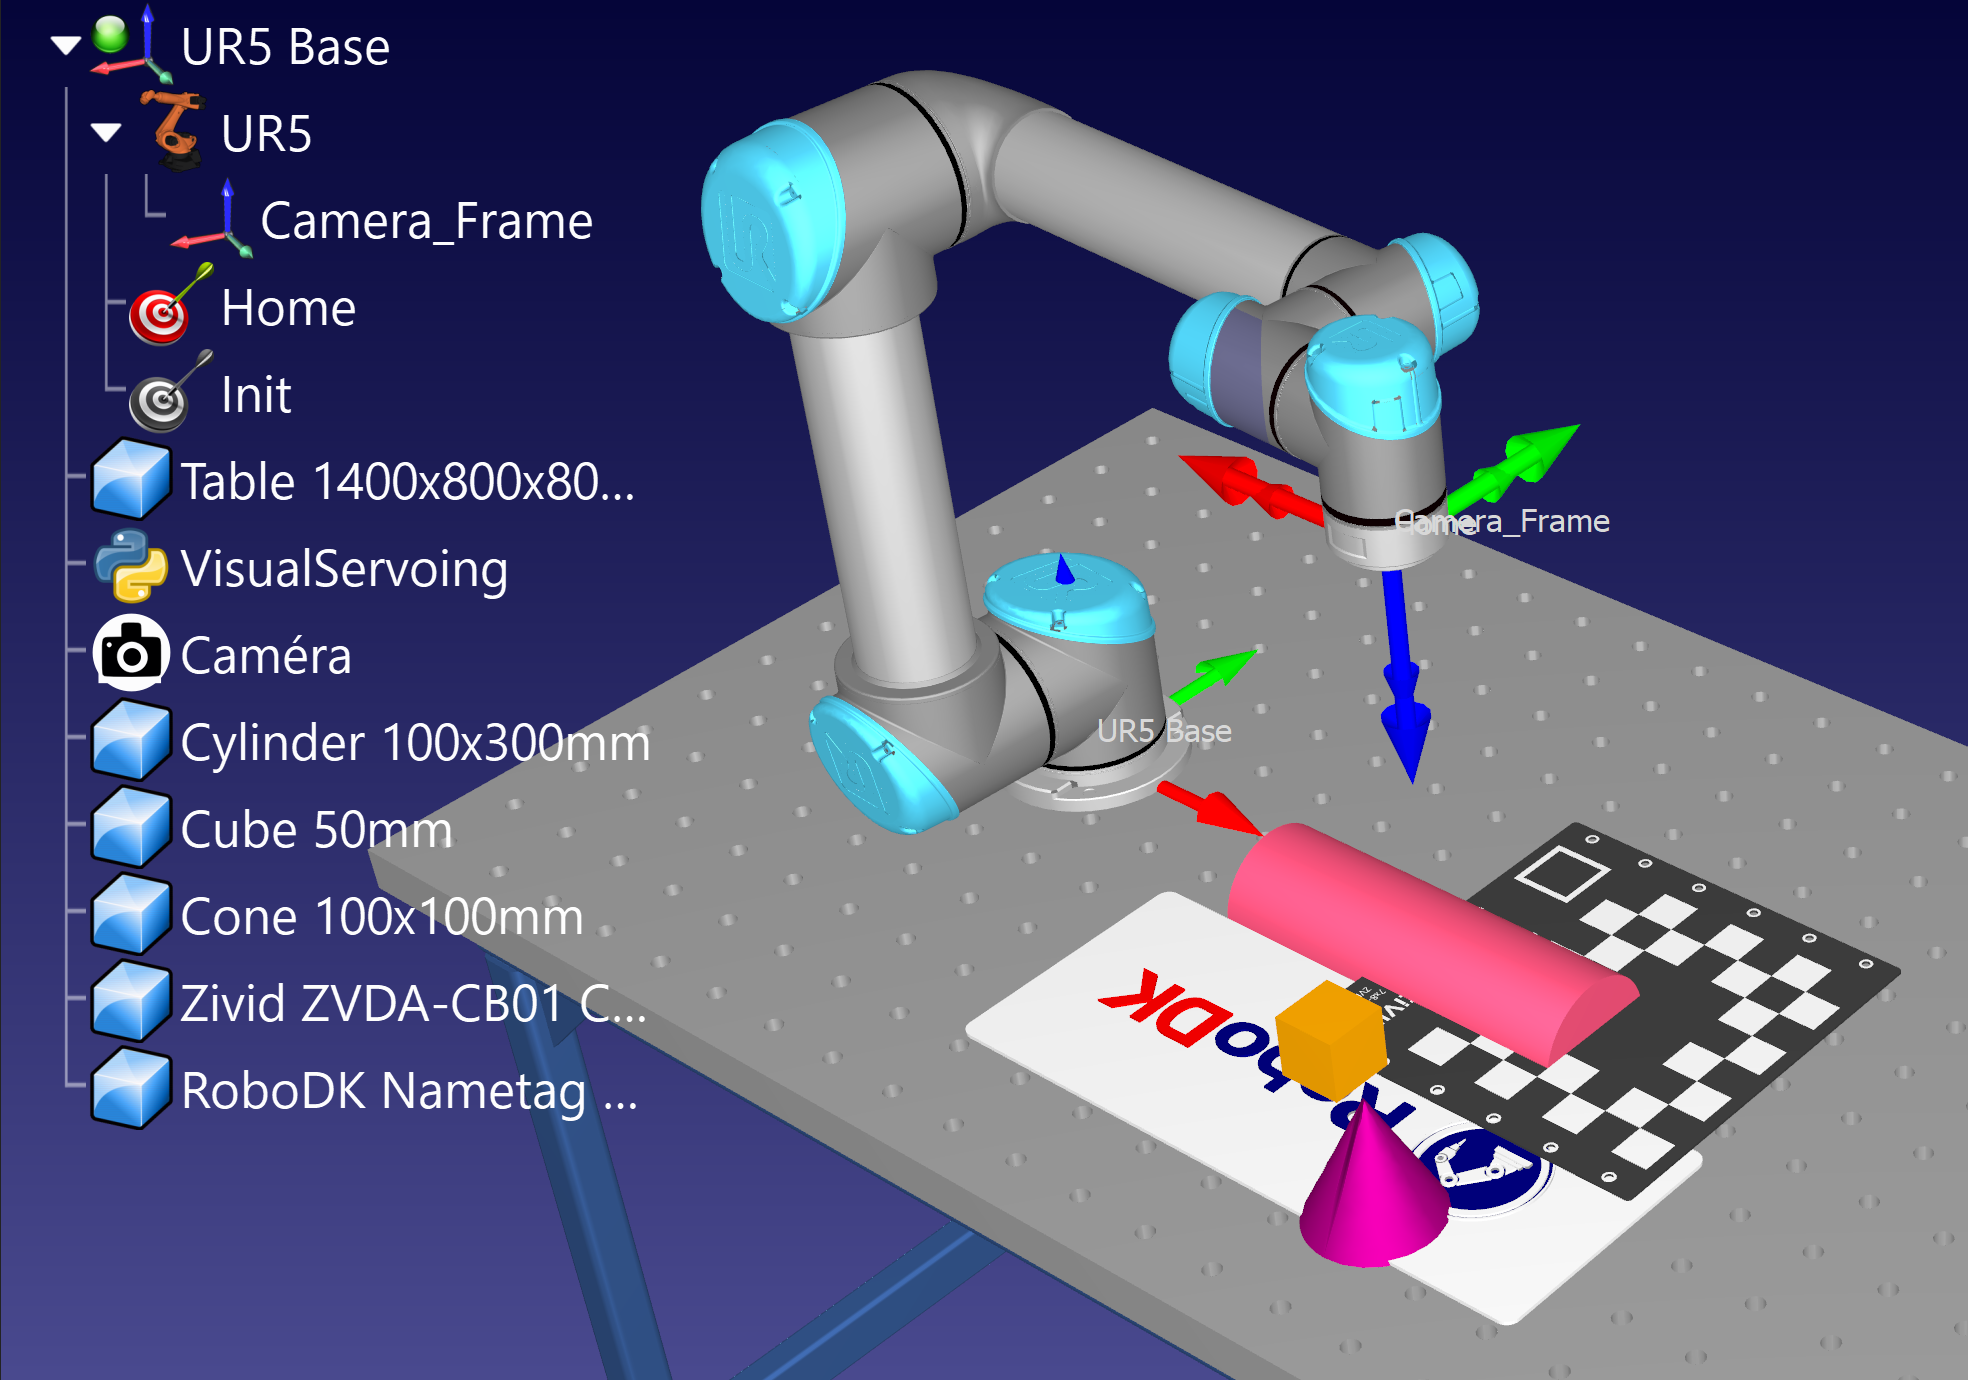 UR5 Base
UR5
Camera_Frame
Home
Init
Table 1400x800x80...
VisualServoing
Caméra
Cylinder 100x300mm
Cube 50mm
Cone 100x100mm
Zivid ZVDA-CB01 C...
RoboDK Nametag ...
Camera_Frame
UR5 Base
RoboDK